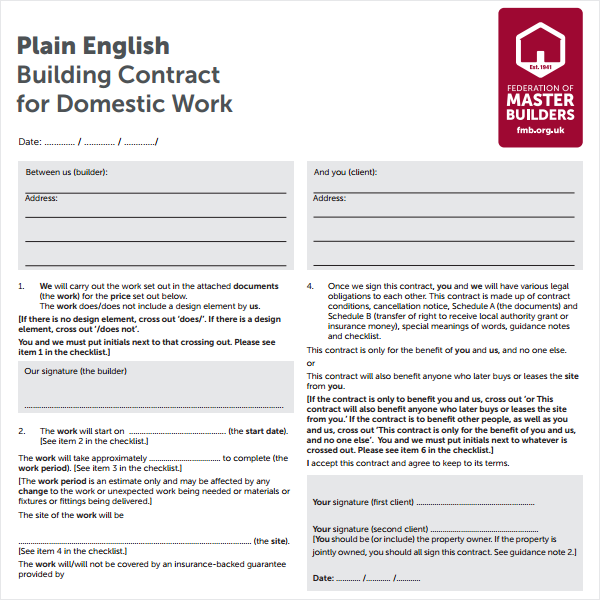 Plain English
Building Contract
for Domestic Work
Est. 1941
FEDERATION OF
MASTER
BUILDERS
fmb.org.uk
Date: ............. / ............. / ............./
Between us (builder):
Address:
And you (client):
Address:
1. We will carry out the work set out in the attached documents
(the work) for the price set out below.
The work does/does not include a design element by us.
[If there is no design element, cross out ‘does/’. If there is a design
element, cross out ‘/does not’.
You and we must put initials next to that crossing out. Please see
item 1 in the checklist.]
Our signature (the builder)
2. The work will start on .................................. (the start date).
[See item 2 in the checklist.]
The work will take approximately ......................... to complete (the
work period). [See item 3 in the checklist.]
[The work period is an estimate only and may be affected by any
change to the work or unexpected work being needed or materials or
fixtures or fittings being delivered.]
The site of the work will be
.................................................................................. (the site).
[See item 4 in the checklist.]
The work will/will not be covered by an insurance-backed guarantee
provided by
4. Once we sign this contract, you and we will have various legal
obligations to each other. This contract is made up of contract
conditions, cancellation notice, Schedule A (the documents) and
Schedule B (transfer of right to receive local authority grant or
insurance money), special meanings of words, guidance notes
and checklist.
This contract is only for the benefit of you and us, and no one else.
or
This contract will also benefit anyone who later buys or leases the site
from you.
[If the contract is only to benefit you and us, cross out ‘or This
contract will also benefit anyone who later buys or leases the site
from you.’ If the contract is to benefit other people, as well as you
and us, cross out ‘This contract is only for the benefit of you and us,
and no one else’. You and we must put initials next to whatever is
crossed out. Please see item 6 in the checklist.]
I accept this contract and agree to keep to its terms.
Your signature (first client) ..........................................
Your signature (second client) ......................................
[You should be (or include) the property owner. If the property is
jointly owned, you should all sign this contract. See guidance note 2.]
Date: ......... /........./.........